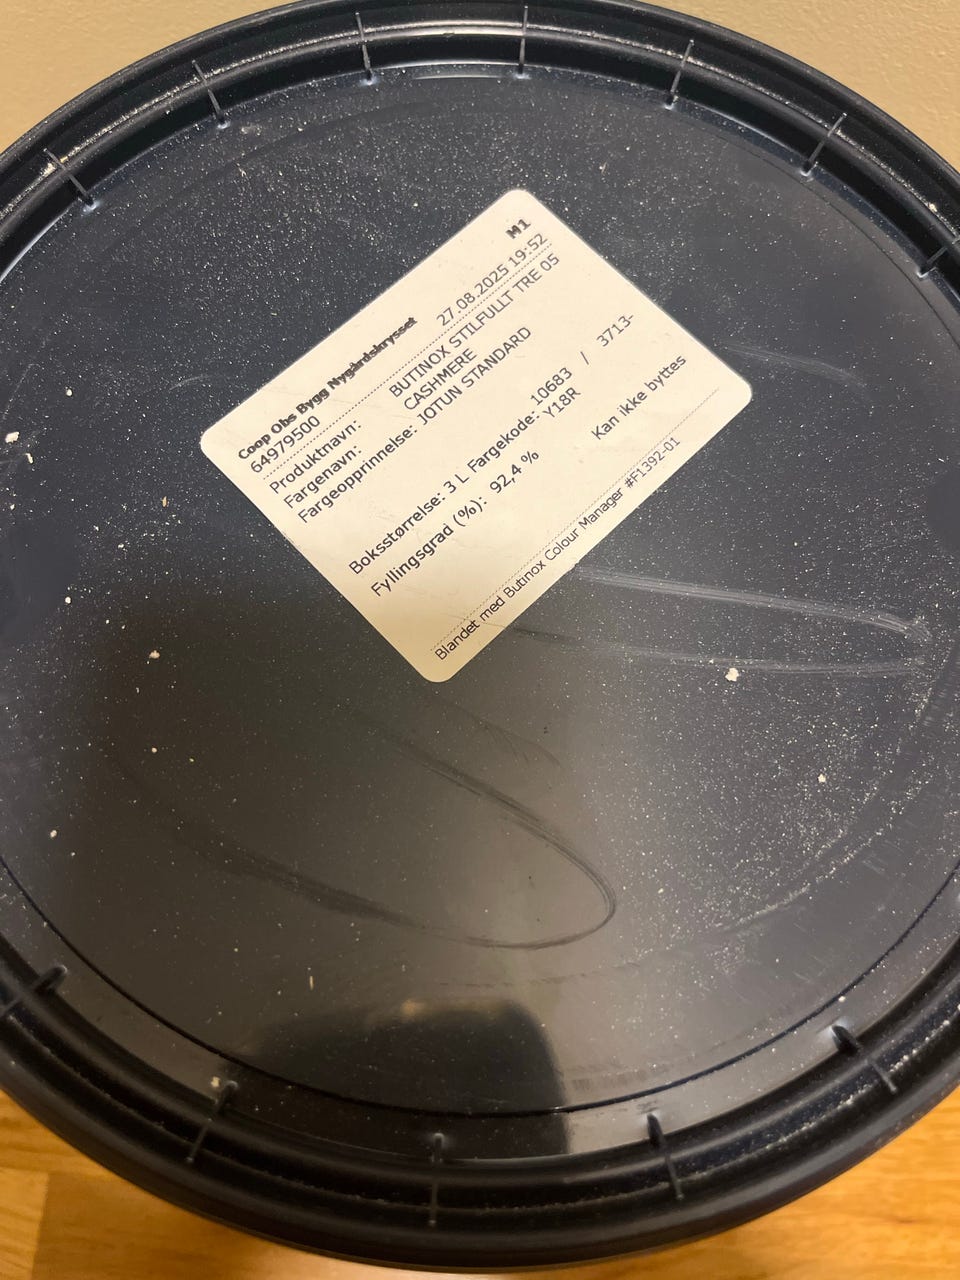 M1
Coop Obs Bygg Nygårdskrysset
64979500 27.08.2025 19:52
Produktnavn: BUTINOX STILFULLT TRE 05
Fargenavn: CASHMERE
Fargeopprinnelse: JOTUN STANDARD
Boksstørrelse: 3 L Fargekode: 10683 / 3713-
Y18R
Fyllingsgrad (%): 92,4 %
Kan ikke byttes
Blandet med Butinox Colour Manager #F1392-01